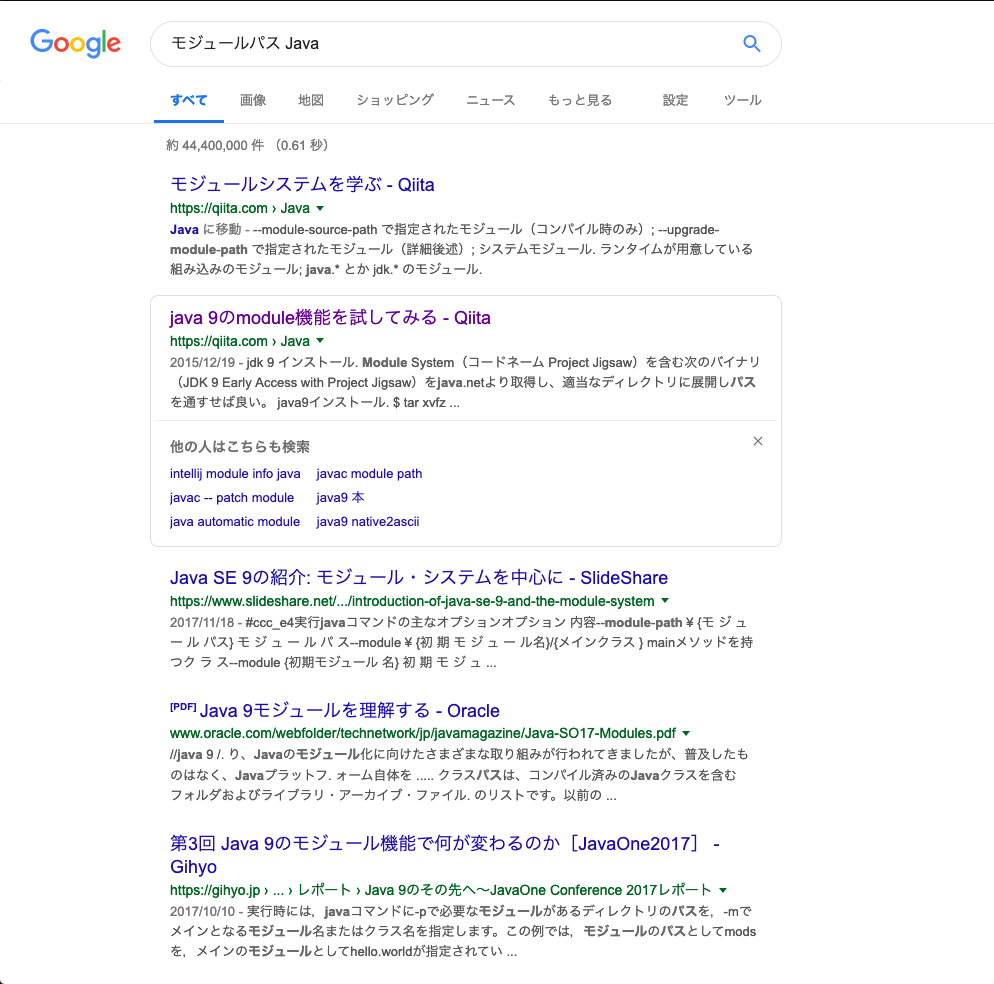 Google
モジュールパス Java
すべて 画像 地図 ショッピング ニュース もっと見る 設定 ツール
約 44,400,000 件 （0.61 秒）
モジュールシステムを学ぶ - Qiita
https://qiita.com › Java ▼
Java に移動 - --module-source-path で指定されたモジュール（コンパイル時のみ）; --upgrade-
module-path で指定されたモジュール（詳細後述）; システムモジュール. ランタイムが用意している
組み込みのモジュール; java.* とか jdk.* のモジュール.
java 9のmodule機能を試してみる - Qiita
https://qiita.com › Java ▼
2015/12/19 - jdk 9 インストール. Module System（コードネーム Project Jigsaw）を含む次のバイナリ
（JDK 9 Early Access with Project Jigsaw）をjava.netより取得し、適当なディレクトリに展開しパス
を通すせば良い。 java9インストール. $ tar xvfz ...
他の人はこちらも検索
intellij module info java javac module path
javac -- patch module java9 本
java automatic module java9 native2ascii
Java SE 9の紹介: モジュール・システムを中心に - SlideShare
https://www.slideshare.net/.../introduction-of-java-se-9-and-the-module-system ▼
2017/11/18 - #ccc_e4実行javaコマンドの主なオプションオプション 内容--module-path ¥ {モ ジ ュ
ー ル パス} モ ジ ュ ー ル パ ス--module ¥ {初 期 モ ジ ュ ー ル名}/{メインクラス } mainメソッドを持
つク ラ ス--module {初期モジュール 名} 初 期 モ ジ ュ ...
[PDF] Java 9モジュールを理解する - Oracle
www.oracle.com/webfolder/technetwork/jp/javamagazine/Java-SO17-Modules.pdf ▼
//java 9 /. り、Javaのモジュール化に向けたさまざまな取り組みが行われてきましたが、普及したも
のはなく、Javaプラットフ. ォーム自体を ..... クラスパスは、コンパイル済みのJavaクラスを含む
フォルダおよびライブラリ・アーカイブ・ファイル. のリストです。以前の ...
第3回 Java 9のモジュール機能で何が変わるのか［JavaOne2017］ -
Gihyo
https://gihyo.jp › ... › レポート › Java 9のその先へ～JavaOne Conference 2017レポート ▼
2017/10/10 - 実行時には，javaコマンドに-pで必要なモジュールがあるディレクトリのパスを，-mで
メインとなるモジュール名またはクラス名を指定します。この例では，モジュールのパスとしてmods
を，メインのモジュールとしてhello.worldが指定されてい ...